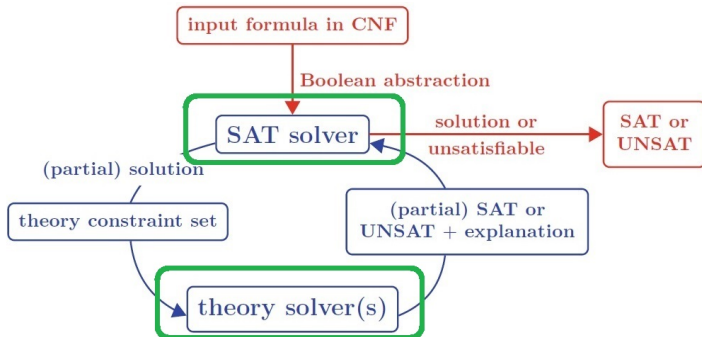 input formula in CNF
Boolean abstraction
SAT solver
solution or
unsatisfiable
SAT or
UNSAT
(partial) solution
theory constraint set
(partial) SAT or
UNSAT + explanation
theory solver(s)